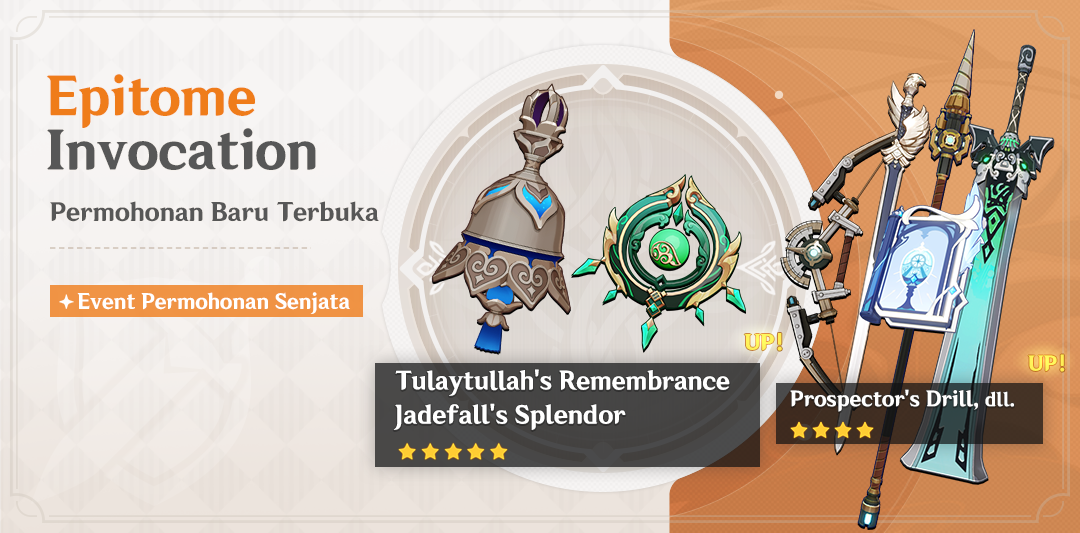 Epitome
Invocation
Permohonan Baru Terbuka
Event Permohonan Senjata
UP!
Tulaytullah's Remembrance
Jadefall's Splendor
UP!
Prospector's Drill, dll.